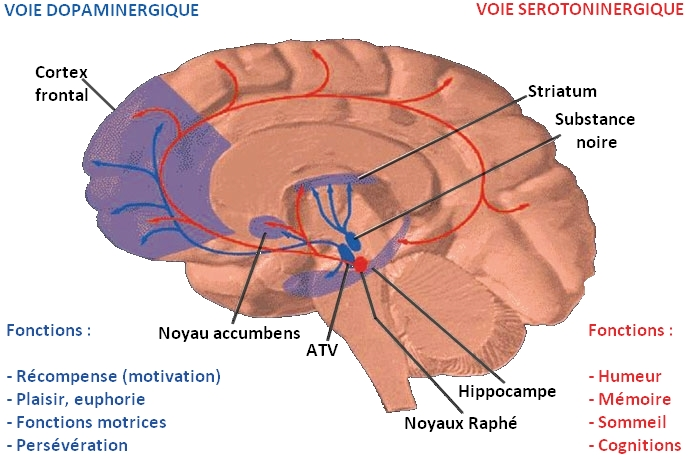 VOIE DOPAMINERGIQUE
VOIE SEROTONINERGIQUE
Cortex
frontal
Striatum
Substance
noire
Noyau accumbens
ATV
Hippocampe
Noyaux Raphé
Fonctions :
- Récompense (motivation)
- Plaisir, euphorie
- Fonctions motrices
- Persévération
Fonctions :
- Humeur
- Mémoire
- Sommeil
- Cognitions